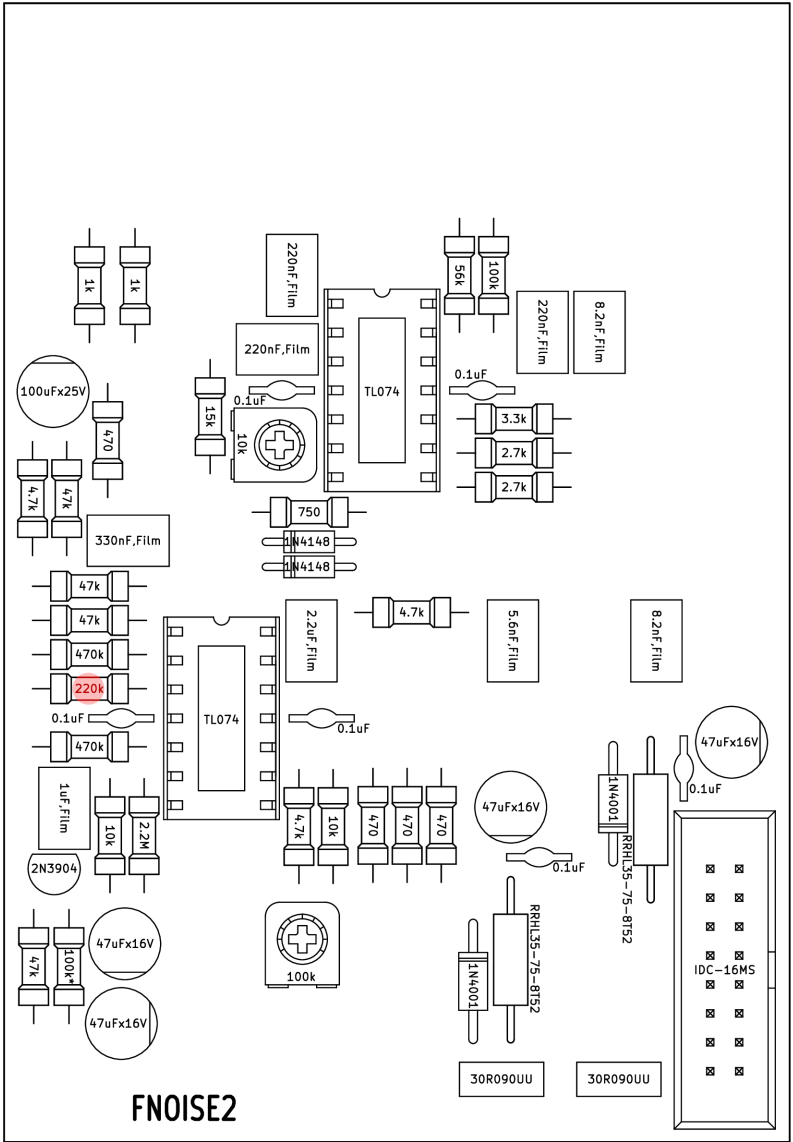 220nF,Film
56k
100k
1k
1k
220nF,Film
8.2nF,Film
220nF,Film
100uFx25V
0.1uF
0.1uF
TL074
15k
10k
3.3k
470
2.7k
2.7k
4.7k
47k
750
330nF,Film
1N4148
1N4148
47k
2.2uF,Film
4.7k
5.6nF,Film
8.2nF,Film
47k
470k
220k
0.1uF
TL074
0.1uF
470k
47uFx16V
1uF,Film
10k
2.2M
4.7k
10k
470
470
470
47uFx16V
1N4001
0.1uF
RRHL35-75-8T52
2N3904
0.1uF
47k
100k*
47uFx16V
100k
1N4001
RRHL35-75-8T52
IDC-16MS
47uFx16V
30R090UU
30R090UU
FNOISE2